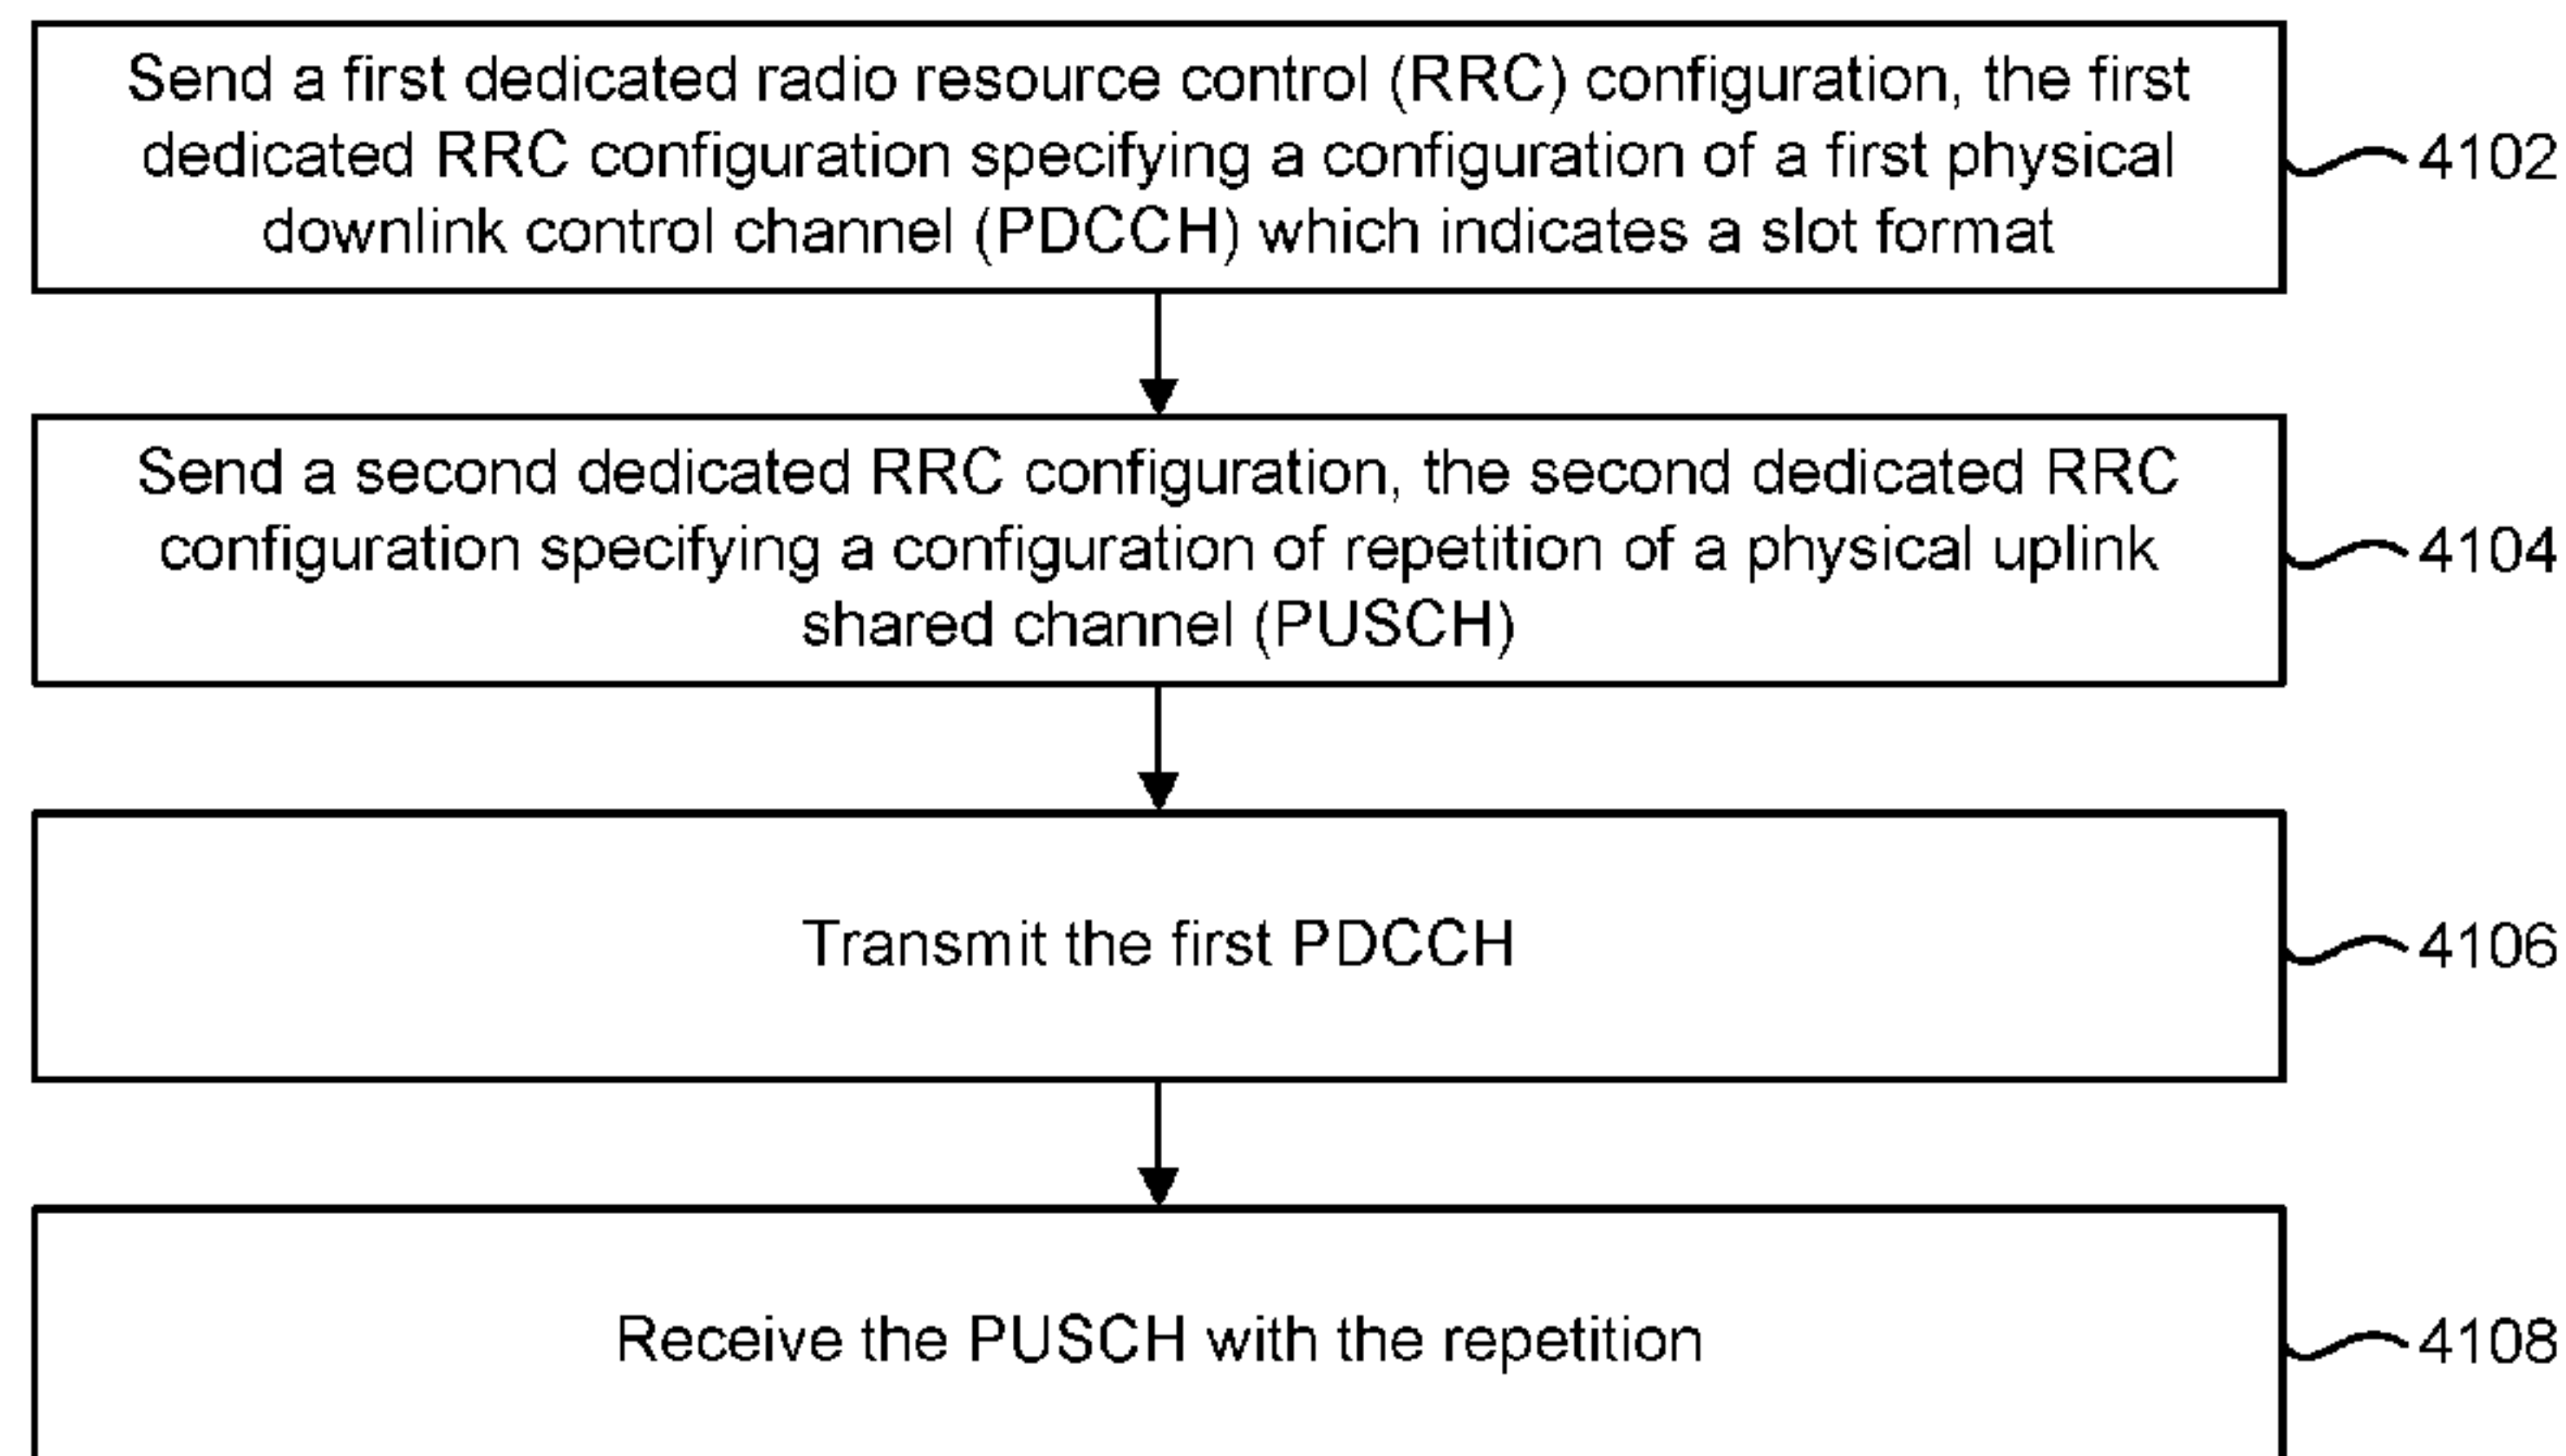 Send a first dedicated radio resource control (RRC) configuration, the first
dedicated RRC configuration specifying a configuration of a first physical
downlink control channel (PDCCH) which indicates a slot format
4102
Send a second dedicated RRC configuration, the second dedicated RRC
configuration specifying a configuration of repetition of a physical uplink
shared channel (PUSCH)
4104
Transmit the first PDCCH
4106
Receive the PUSCH with the repetition
4108